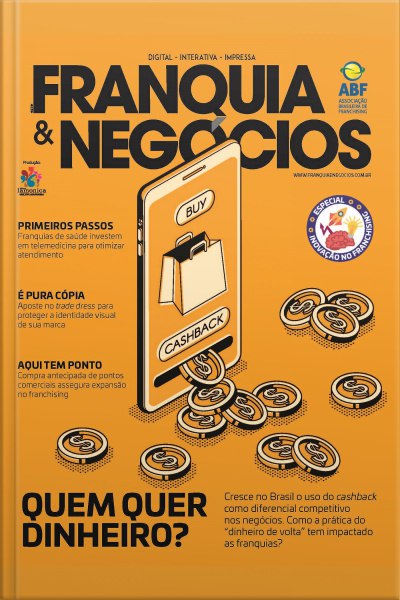 DIGITAL - INTERATIVA - IMPRESSA
FRANQUIA
& NEGÓCIOS
ABF
ASSOCIAÇÃO
BRASILEIRA DE
FRANCHISING
WWW.FRANQUIAENEGOCIOS.COM.BR
Produção:
lamonica
PRIMEIROS PASSOS
Franquias de saúde investem
em telemedicina para otimizar
atendimento
É PURA CÓPIA
Aposte no trade dress para
proteger a identidade visual
de sua marca
AQUI TEM PONTO
Compra antecipada de pontos
comerciais assegura expansão
no franchising
BUY
CASHBACK
ESPECIAL
INOVAÇÃO NO FRANCHISING
QUEM QUER
DINHEIRO?
Cresce no Brasil o uso do cashback
como diferencial competitivo
nos negócios. Como a prática do
“dinheiro de volta” tem impactado
as franquias?